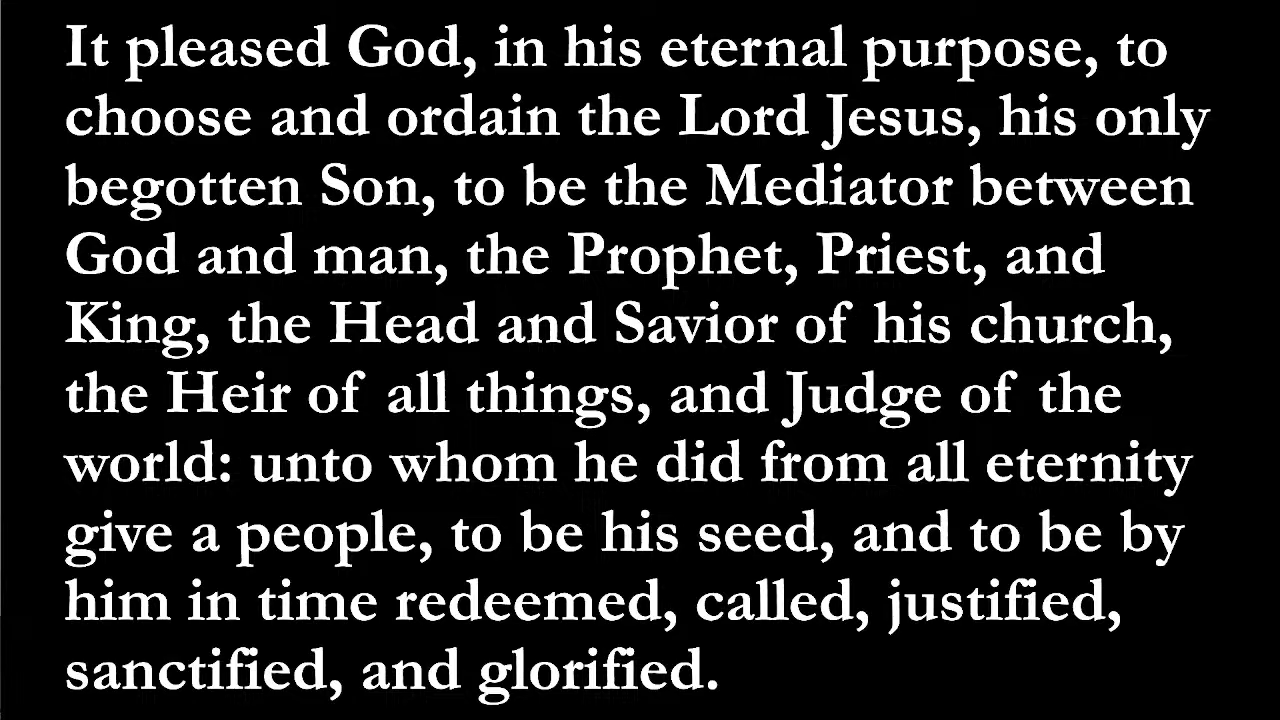 It pleased God, in his eternal purpose, to
choose and ordain the Lord Jesus, his only
begotten Son, to be the Mediator between
God and man, the Prophet, Priest, and
King, the Head and Savior of his church,
the Heir of all things, and Judge of the
world: unto whom he did from all eternity
give a people, to be his seed, and to be by
him in time redeemed, called, justified,
sanctified, and glorified.